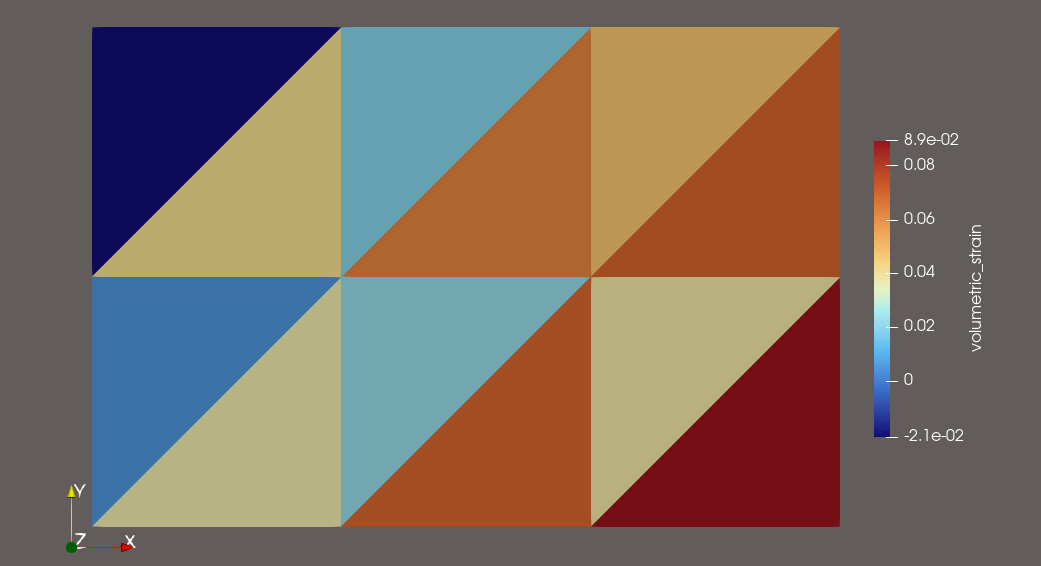 8.9e-02
0.08
0.06
0.04
0.02
0
-2.1e-02
volumetric_strain
Y
Z
X